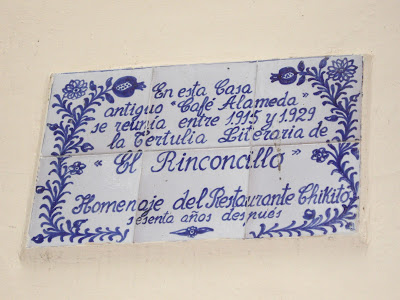 En esta Casa
antiguo "Café Alameda"
se reunía entre 1915 y 1929
la Tertulia Literaria de
"El Rinconcillo"
Homenaje del Restaurante Chikito
sesenta años después